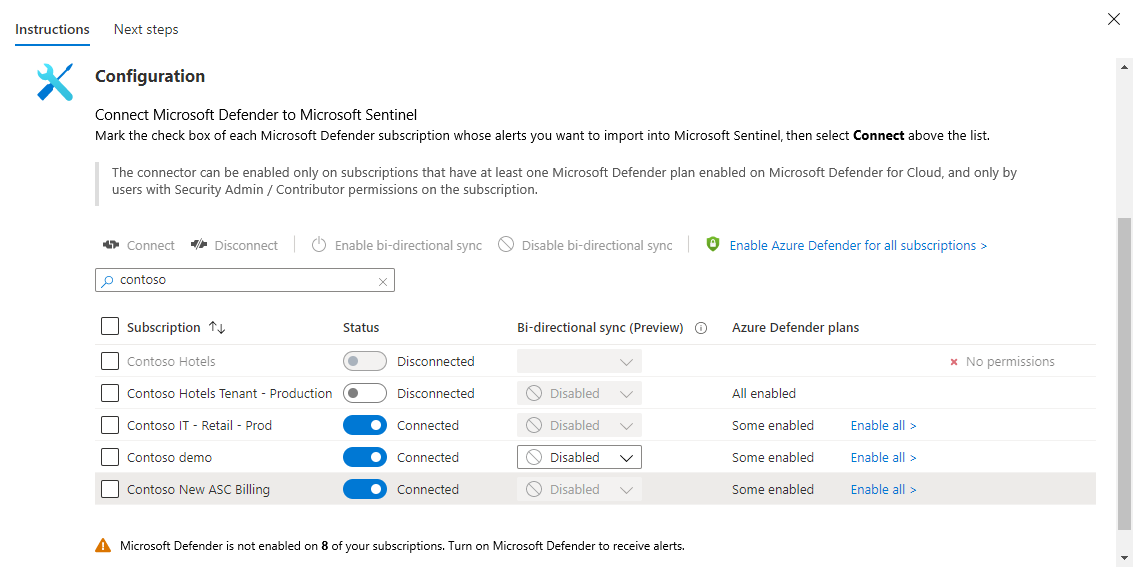 Instructions Next steps
Configuration
Connect Microsoft Defender to Microsoft Sentinel
Mark the check box of each Microsoft Defender subscription whose alerts you want to import into Microsoft Sentinel, then select Connect above the list.
The connector can be enabled only on subscriptions that have at least one Microsoft Defender plan enabled on Microsoft Defender for Cloud, and only by
users with Security Admin / Contributor permissions on the subscription.
Connect Disconnect Enable bi-directional sync Disable bi-directional sync Enable Azure Defender for all subscriptions >
contoso
Subscription Status Bi-directional sync (Preview) Azure Defender plans
Contoso Hotels Disconnected No permissions
Contoso Hotels Tenant - Production Disconnected Disabled All enabled
Contoso IT - Retail - Prod Connected Disabled Some enabled Enable all >
Contoso demo Connected Disabled Some enabled Enable all >
Contoso New ASC Billing Connected Disabled Some enabled Enable all >
Microsoft Defender is not enabled on 8 of your subscriptions. Turn on Microsoft Defender to receive alerts.